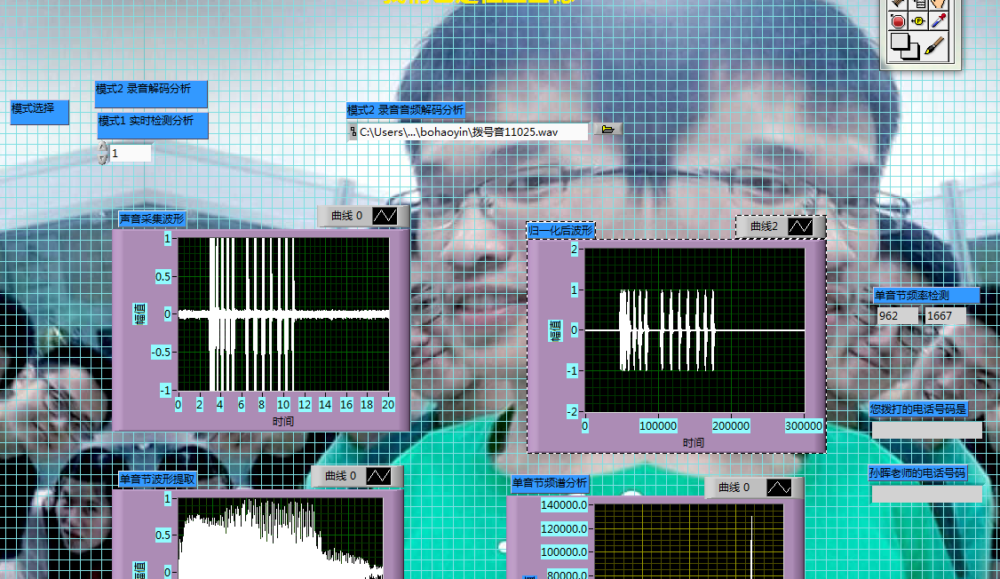 模式2 录音解码分析
模式选择
模式1 实时检测分析
1
模式2 录音音频解码分析
C:\Users\...\bohaoyin\拨号音11025.wav
声音采集波形
曲线 0
1
0.5
0
-0.5
-1
幅值
0 2 4 6 8 10 12 14 16 18 20
时间
归一化后波形
曲线2
2
1
0
-1
-2
幅值
0 100000 200000 300000
时间
单音节频率检测
962 1667
您拨打的电话号码是
孙晖老师的电话号码
单音节波形提取
曲线 0
1
0.5
0
幅值
单音节频谱分析
曲线 0
140000.0
120000.0
100000.0
80000.0